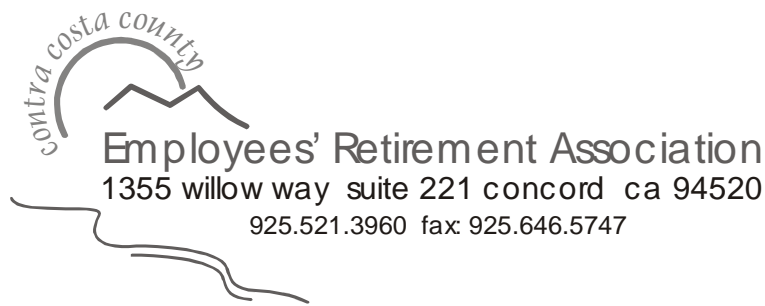 contra costa county
Employees' Retirement Association
1355 willow way suite 221 concord ca 94520
925.521.3960 fax: 925.646.5747